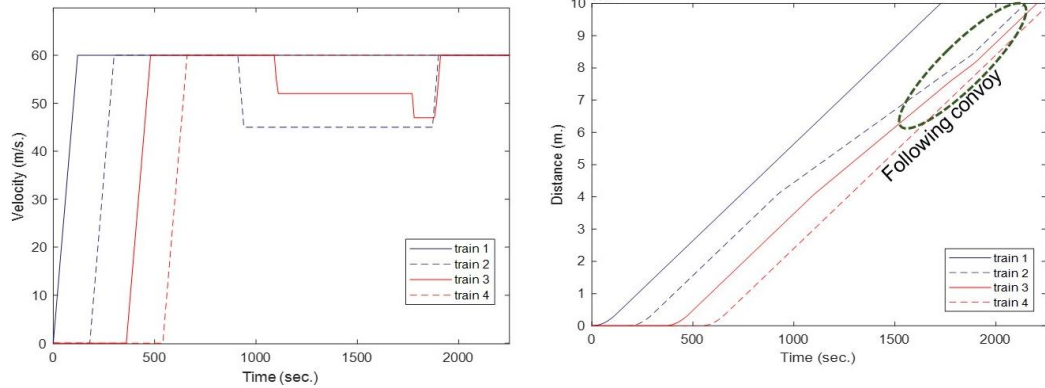 70
60
50
40
30
20
10
0
0 500 1000 1500 2000
Velocity (m/s.)
Time (sec.)
train 1
train 2
train 3
train 4
10
9
8
7
6
5
4
3
2
1
0
0 500 1000 1500 2000
Distance (m.)
Time (sec.)
Following convoy
train 1
train 2
train 3
train 4